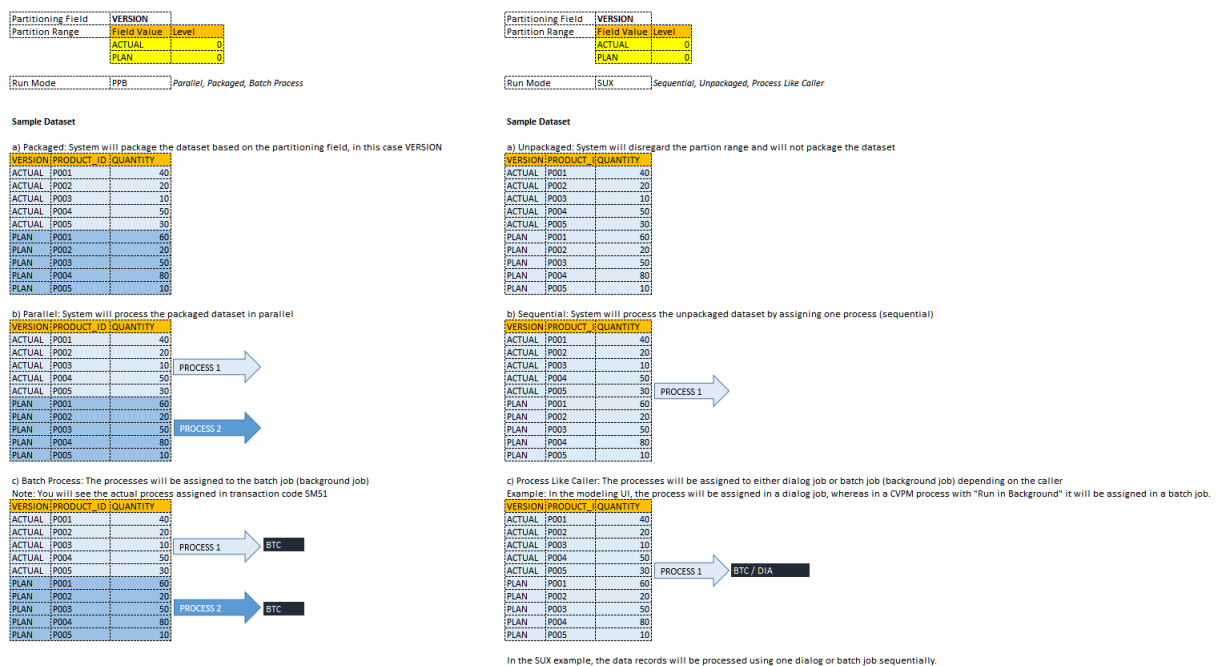 Partitioning Field VERSION
Partition Range Field Value Level
ACTUAL 0
PLAN 0
Run Mode PPB Parallel, Packaged, Batch Process
Sample Dataset
a) Packaged: System will package the dataset based on the partitioning field, in this case VERSION
VERSION PRODUCT_ID QUANTITY
ACTUAL P001 40
ACTUAL P002 20
ACTUAL P003 10
ACTUAL P004 50
ACTUAL P005 30
PLAN P001 60
PLAN P002 20
PLAN P003 50
PLAN P004 80
PLAN P005 10
b) Parallel: System will process the packaged dataset in parallel
VERSION PRODUCT_ID QUANTITY
ACTUAL P001 40
ACTUAL P002 20
ACTUAL P003 10 PROCESS 1
ACTUAL P004 50
ACTUAL P005 30
PLAN P001 60
PLAN P002 20
PLAN P003 50 PROCESS 2
PLAN P004 80
PLAN P005 10
c) Batch Process: The processes will be assigned to the batch job (background job)
Note: You will see the actual process assigned in transaction code SM51
VERSION PRODUCT_ID QUANTITY
ACTUAL P001 40
ACTUAL P002 20
ACTUAL P003 10 PROCESS 1 BTC
ACTUAL P004 50
ACTUAL P005 30
PLAN P001 60
PLAN P002 20
PLAN P003 50 PROCESS 2 BTC
PLAN P004 80
PLAN P005 10
Partitioning Field VERSION
Partition Range Field Value Level
ACTUAL 0
PLAN 0
Run Mode SUX Sequential, Unpackaged, Process Like Caller
Sample Dataset
a) Unpackaged: System will disregard the partion range and will not package the dataset
VERSION PRODUCT_I QUANTITY
ACTUAL P001 40
ACTUAL P002 20
ACTUAL P003 10
ACTUAL P004 50
ACTUAL P005 30
PLAN P001 60
PLAN P002 20
PLAN P003 50
PLAN P004 80
PLAN P005 10
b) Sequential: System will process the unpackaged dataset by assigning one process (sequential)
VERSION PRODUCT_I QUANTITY
ACTUAL P001 40
ACTUAL P002 20
ACTUAL P003 10
ACTUAL P004 50
ACTUAL P005 30 PROCESS 1
PLAN P001 60
PLAN P002 20
PLAN P003 50
PLAN P004 80
PLAN P005 10
c) Process Like Caller: The processes will be assigned to either dialog job or batch job (background job) depending on the caller
Example: In the modeling UI, the process will be assigned in a dialog job, whereas in a CVPM process with "Run in Background" it will be assigned in a batch job.
VERSION PRODUCT_I QUANTITY
ACTUAL P001 40
ACTUAL P002 20
ACTUAL P003 10
ACTUAL P004 50
ACTUAL P005 30 PROCESS 1 BTC / DIA
PLAN P001 60
PLAN P002 20
PLAN P003 50
PLAN P004 80
PLAN P005 10
In the SUX example, the data records will be processed using one dialog or batch job sequentially.